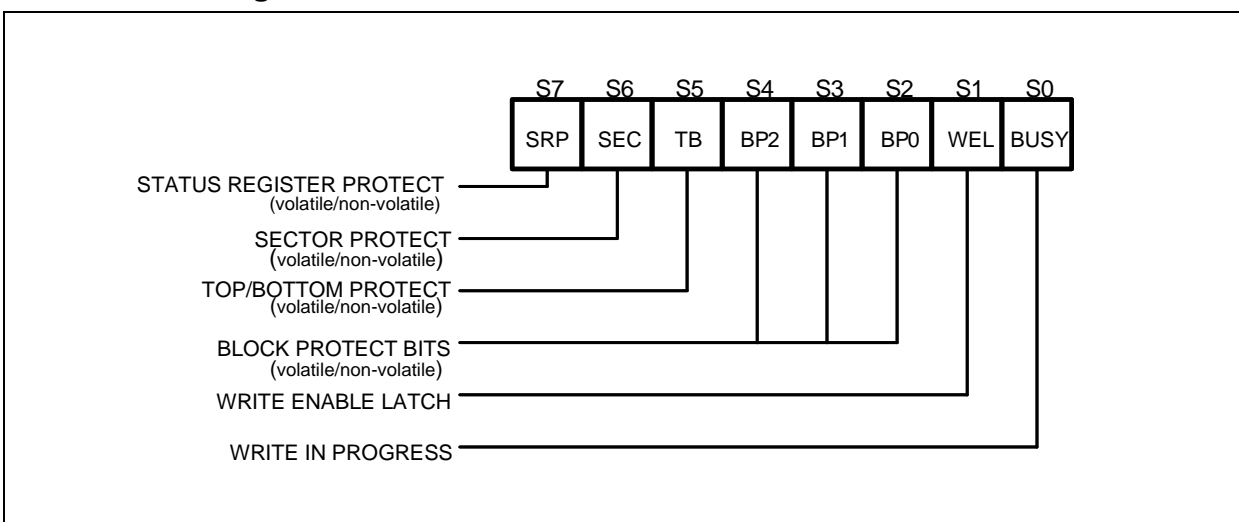 S7 S6 S5 S4 S3 S2 S1 S0
SRP SEC TB BP2 BP1 BP0 WEL BUSY
STATUS REGISTER PROTECT
(volatile/non-volatile)
SECTOR PROTECT
(volatile/non-volatile)
TOP/BOTTOM PROTECT
(volatile/non-volatile)
BLOCK PROTECT BITS
(volatile/non-volatile)
WRITE ENABLE LATCH
WRITE IN PROGRESS